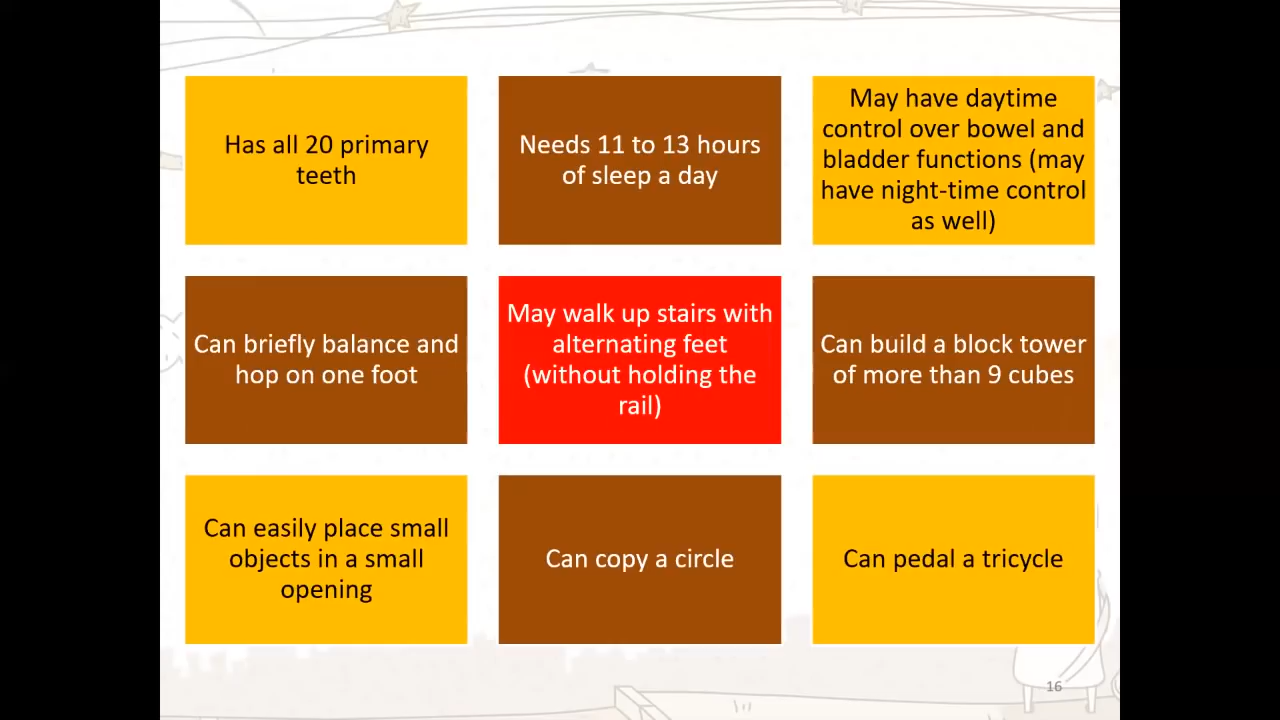 Has all 20 primary
teeth
Needs 11 to 13 hours
of sleep a day
May have daytime
control over bowel and
bladder functions (may
have night-time control
as well)
Can briefly balance and
hop on one foot
May walk up stairs with
alternating feet
(without holding the
rail)
Can build a block tower
of more than 9 cubes
Can easily place small
objects in a small
opening
Can copy a circle
Can pedal a tricycle
16